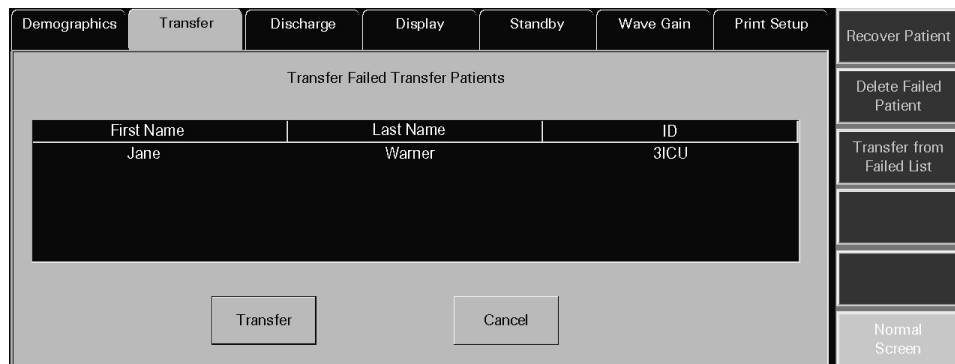 Demographics Transfer Discharge Display Standby Wave Gain Print Setup
Transfer Failed Transfer Patients
First Name Last Name ID
Jane Warner 3ICU
Transfer Cancel
Recover Patient
Delete Failed
Patient
Transfer from
Failed List
Normal
Screen